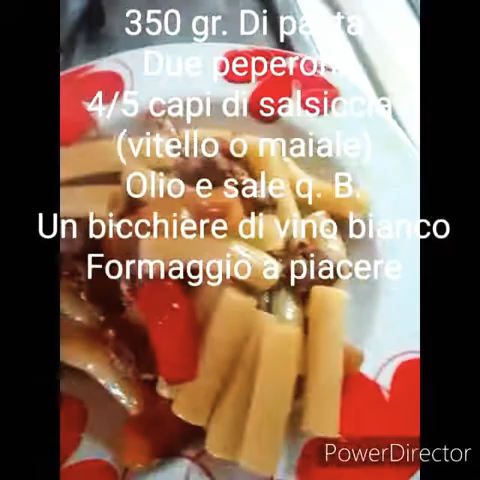 350 gr. Di pasta
Due peperoni
4/5 capi di salsiccia
(vitello o maiale)
Olio e sale q. B.
Un bicchiere di vino bianco
Formaggio a piacere
PowerDirector